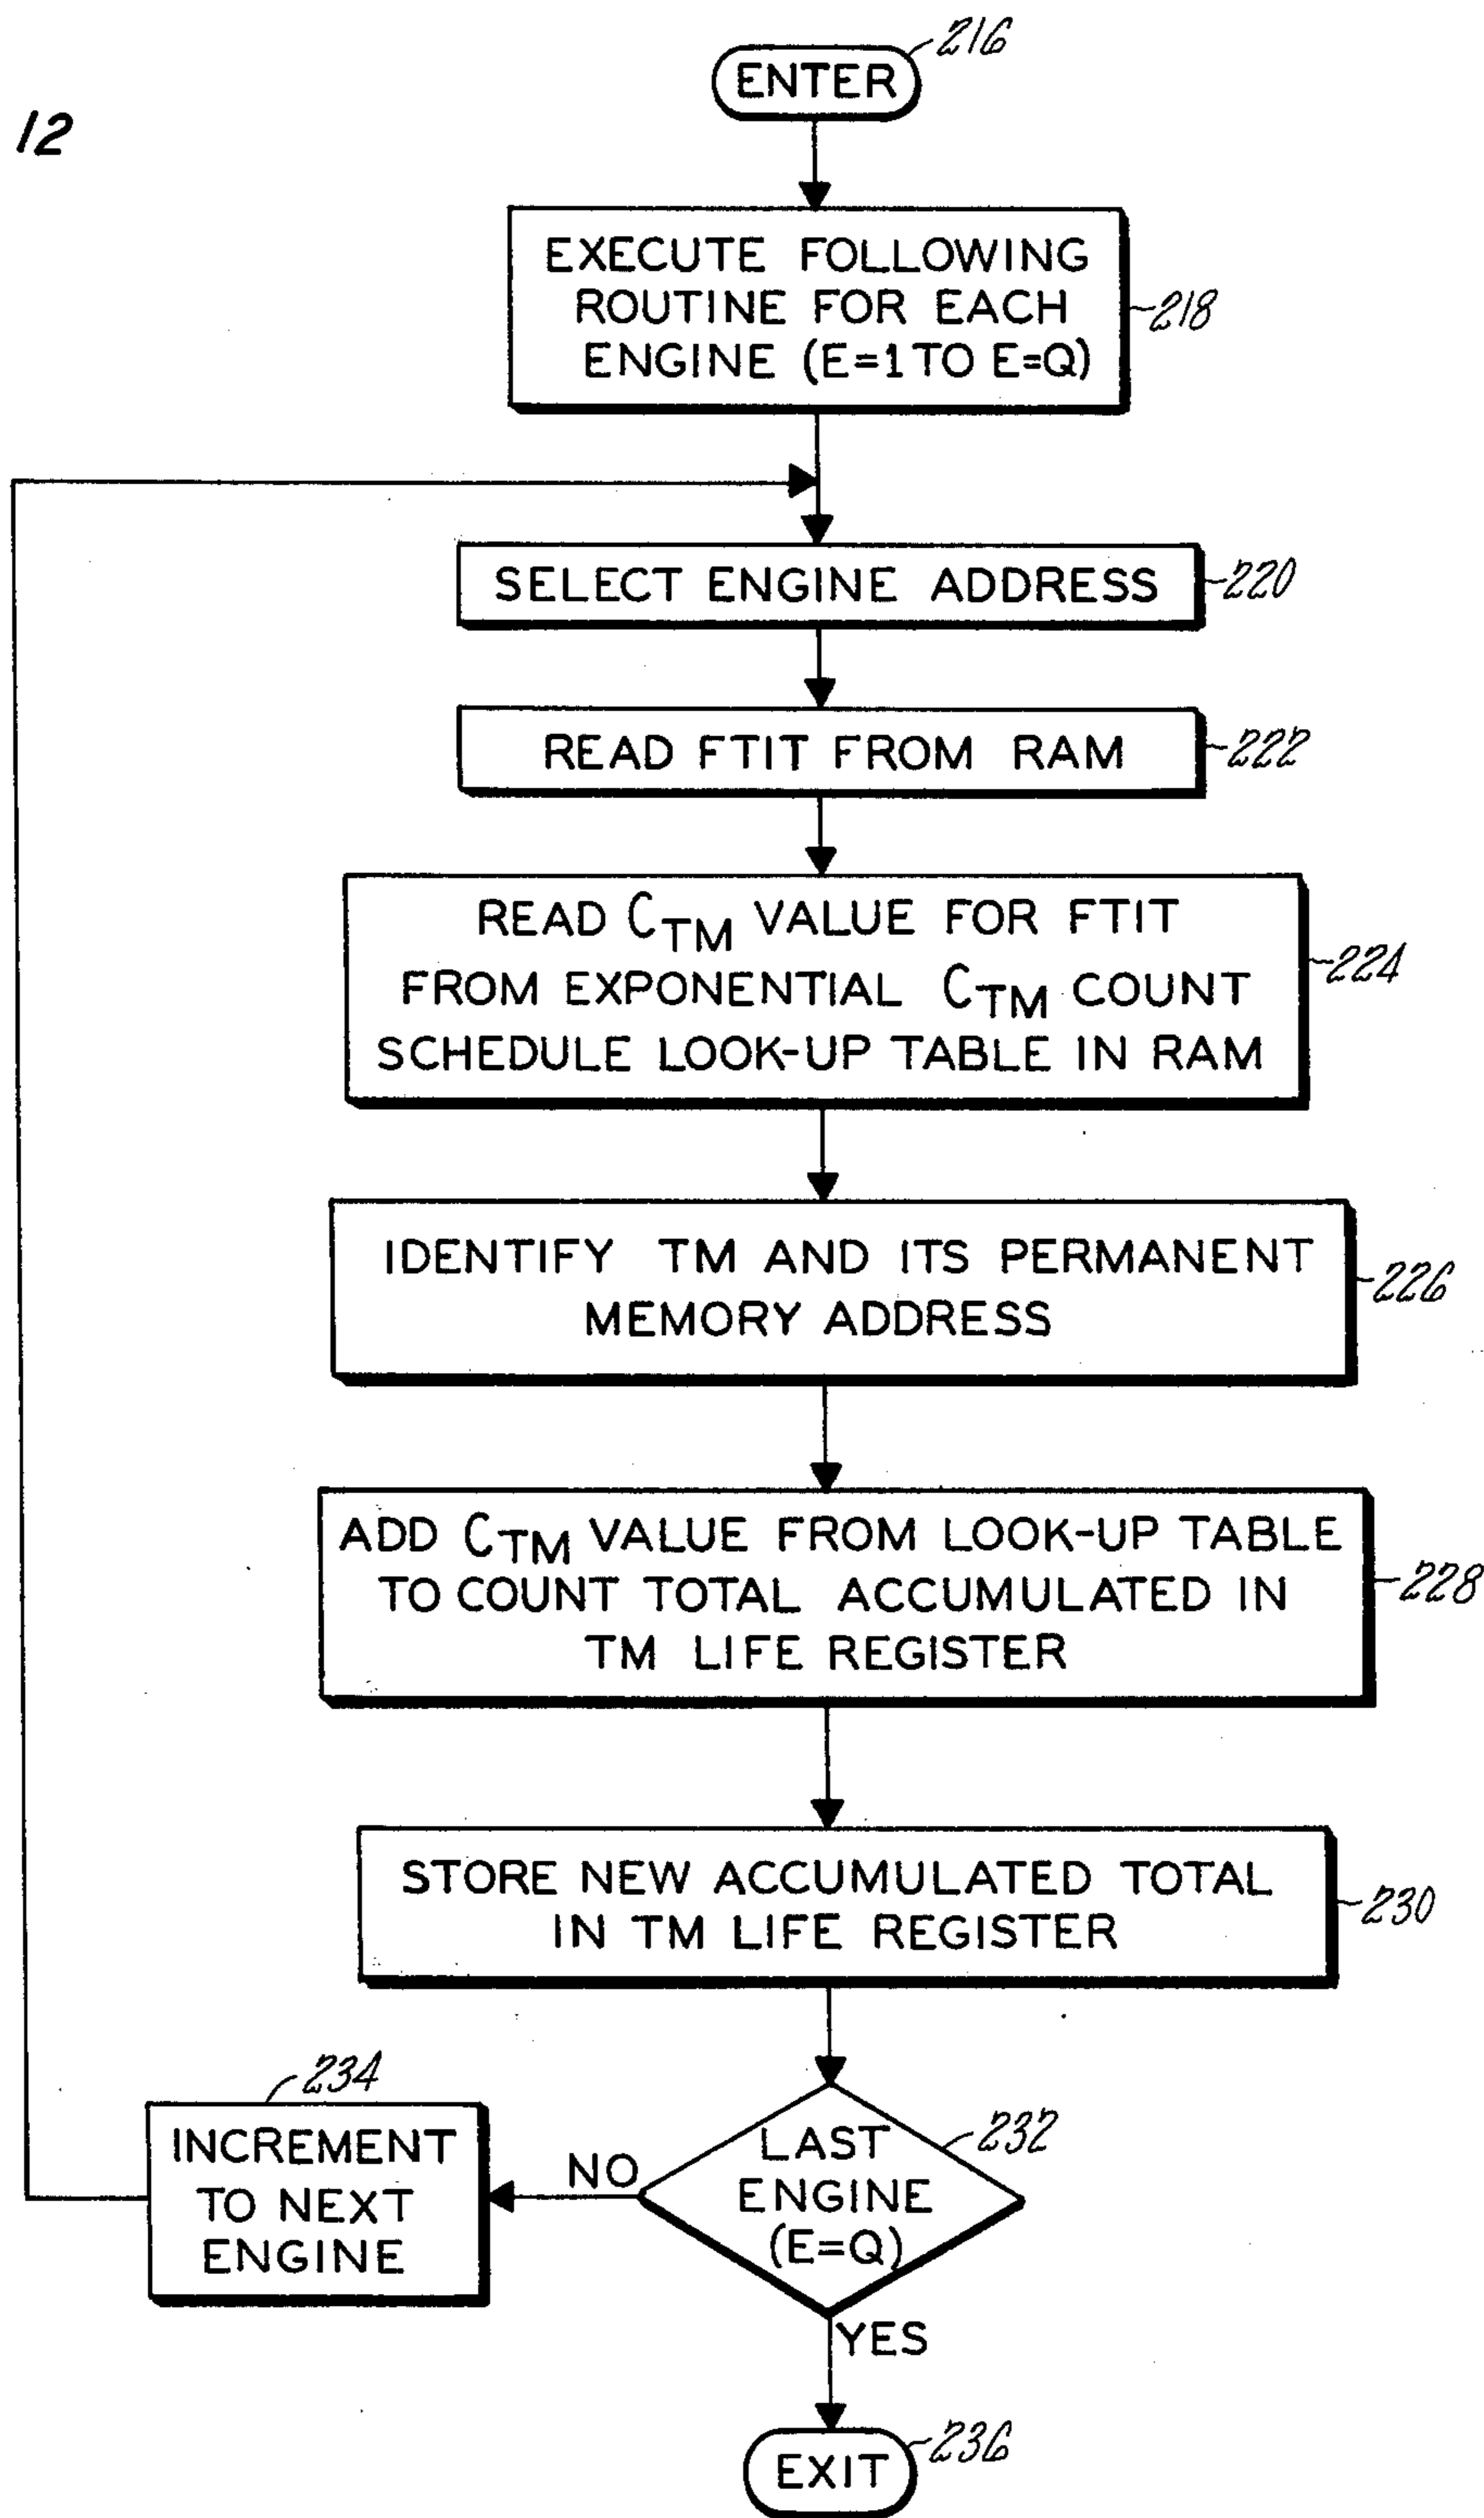 216
ENTER
12
EXECUTE FOLLOWING
ROUTINE FOR EACH
ENGINE (E=1 TO E=Q)
218
SELECT ENGINE ADDRESS
220
READ FTIT FROM RAM
222
READ CTM VALUE FOR FTIT
FROM EXPONENTIAL CTM COUNT
SCHEDULE LOOK-UP TABLE IN RAM
224
IDENTIFY TM AND ITS PERMANENT
MEMORY ADDRESS
226
ADD CTM VALUE FROM LOOK-UP TABLE
TO COUNT TOTAL ACCUMULATED IN
TM LIFE REGISTER
228
STORE NEW ACCUMULATED TOTAL
IN TM LIFE REGISTER
230
234
INCREMENT
TO NEXT
ENGINE
NO
LAST
ENGINE
(E=Q)
232
YES
EXIT
236